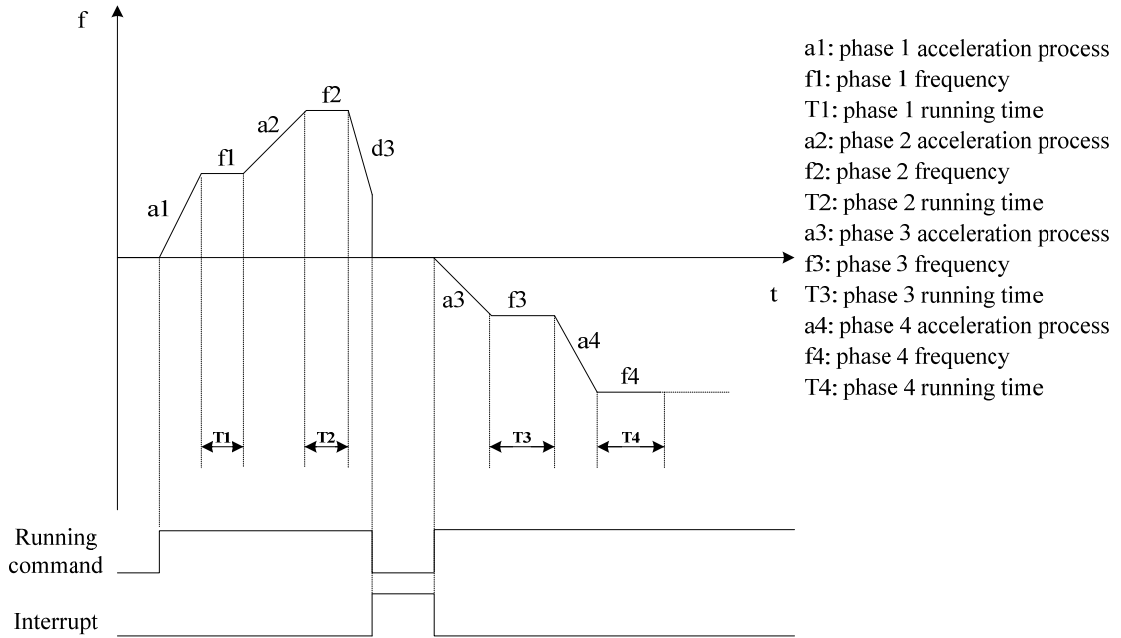 f
f2
a2
f1
d3
a1
t
a3
f3
a4
f4
T1
T2
T3
T4
Running
command
Interrupt
a1: phase 1 acceleration process
f1: phase 1 frequency
T1: phase 1 running time
a2: phase 2 acceleration process
f2: phase 2 frequency
T2: phase 2 running time
a3: phase 3 acceleration process
f3: phase 3 frequency
T3: phase 3 running time
a4: phase 4 acceleration process
f4: phase 4 frequency
T4: phase 4 running time